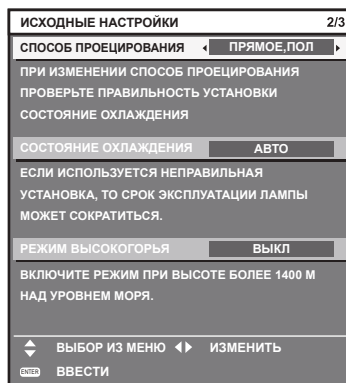 ИСХОДНЫЕ НАСТРОЙКИ 2/3
СПОСОБ ПРОЕЦИРОВАНИЯ ПРЯМОЕ,ПОЛ
ПРИ ИЗМЕНЕНИИ СПОСОБ ПРОЕЦИРОВАНИЯ
ПРОВЕРЬТЕ ПРАВИЛЬНОСТЬ УСТАНОВКИ
СОСТОЯНИЕ ОХЛАЖДЕНИЯ
СОСТОЯНИЕ ОХЛАЖДЕНИЯ АВТО
ЕСЛИ ИСПОЛЬЗУЕТСЯ НЕПРАВИЛЬНАЯ
УСТАНОВКА, ТО СРОК ЭКСПЛУАТАЦИИ ЛАМПЫ
МОЖЕТ СОКРАТИТЬСЯ.
РЕЖИМ ВЫСОКОГОРЬЯ ВЫКЛ
ВКЛЮЧИТЕ РЕЖИМ ПРИ ВЫСОТЕ БОЛЕЕ 1400 М
НАД УРОВНЕМ МОРЯ.
ВЫБОР ИЗ МЕНЮ ИЗМЕНИТЬ
ENTER ВВЕСТИ